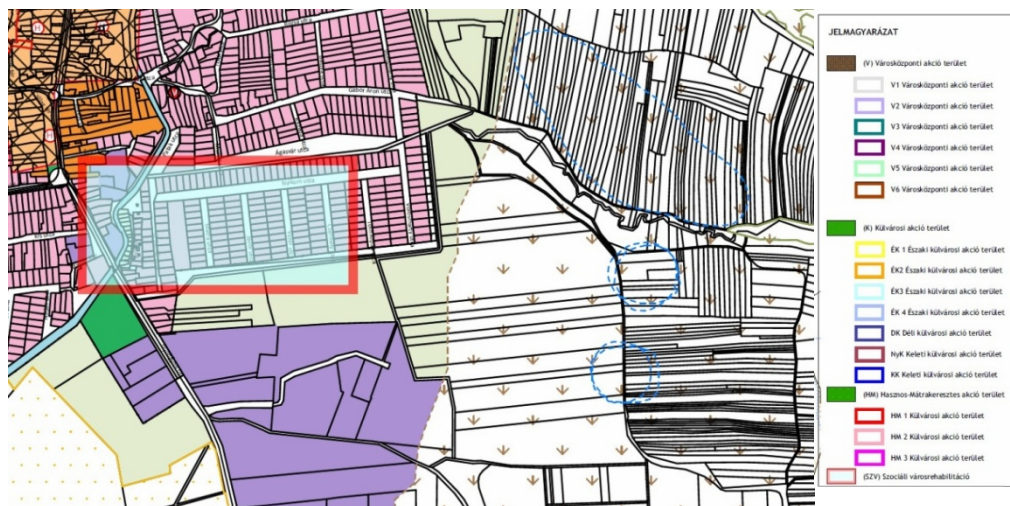 Gábor Áron utca
Ágasvár utca
JELMAGYARÁZAT
(V) Városközponti akció terület
V1 Városközponti akció terület
V2 Városközponti akció terület
V3 Városközponti akció terület
V4 Városközponti akció terület
V5 Városközponti akció terület
V6 Városközponti akció terület
(K) Külvárosi akció terület
ÉK 1 Északi külvárosi akció terület
ÉK2 Északi külvárosi akció terület
ÉK3 Északi külvárosi akció terület
ÉK 4 Északi külvárosi akció terület
DK Déli külvárosi akció terület
NyK Keleti külvárosi akció terület
KK Keleti külvárosi akció terület
(HM) Hasznos-Mátrakeresztes akció terület
HM 1 Külvárosi akció terület
HM 2 Külvárosi akció terület
HM 3 Külvárosi akció terület
(SZV) Szociáli városrehabilitáció